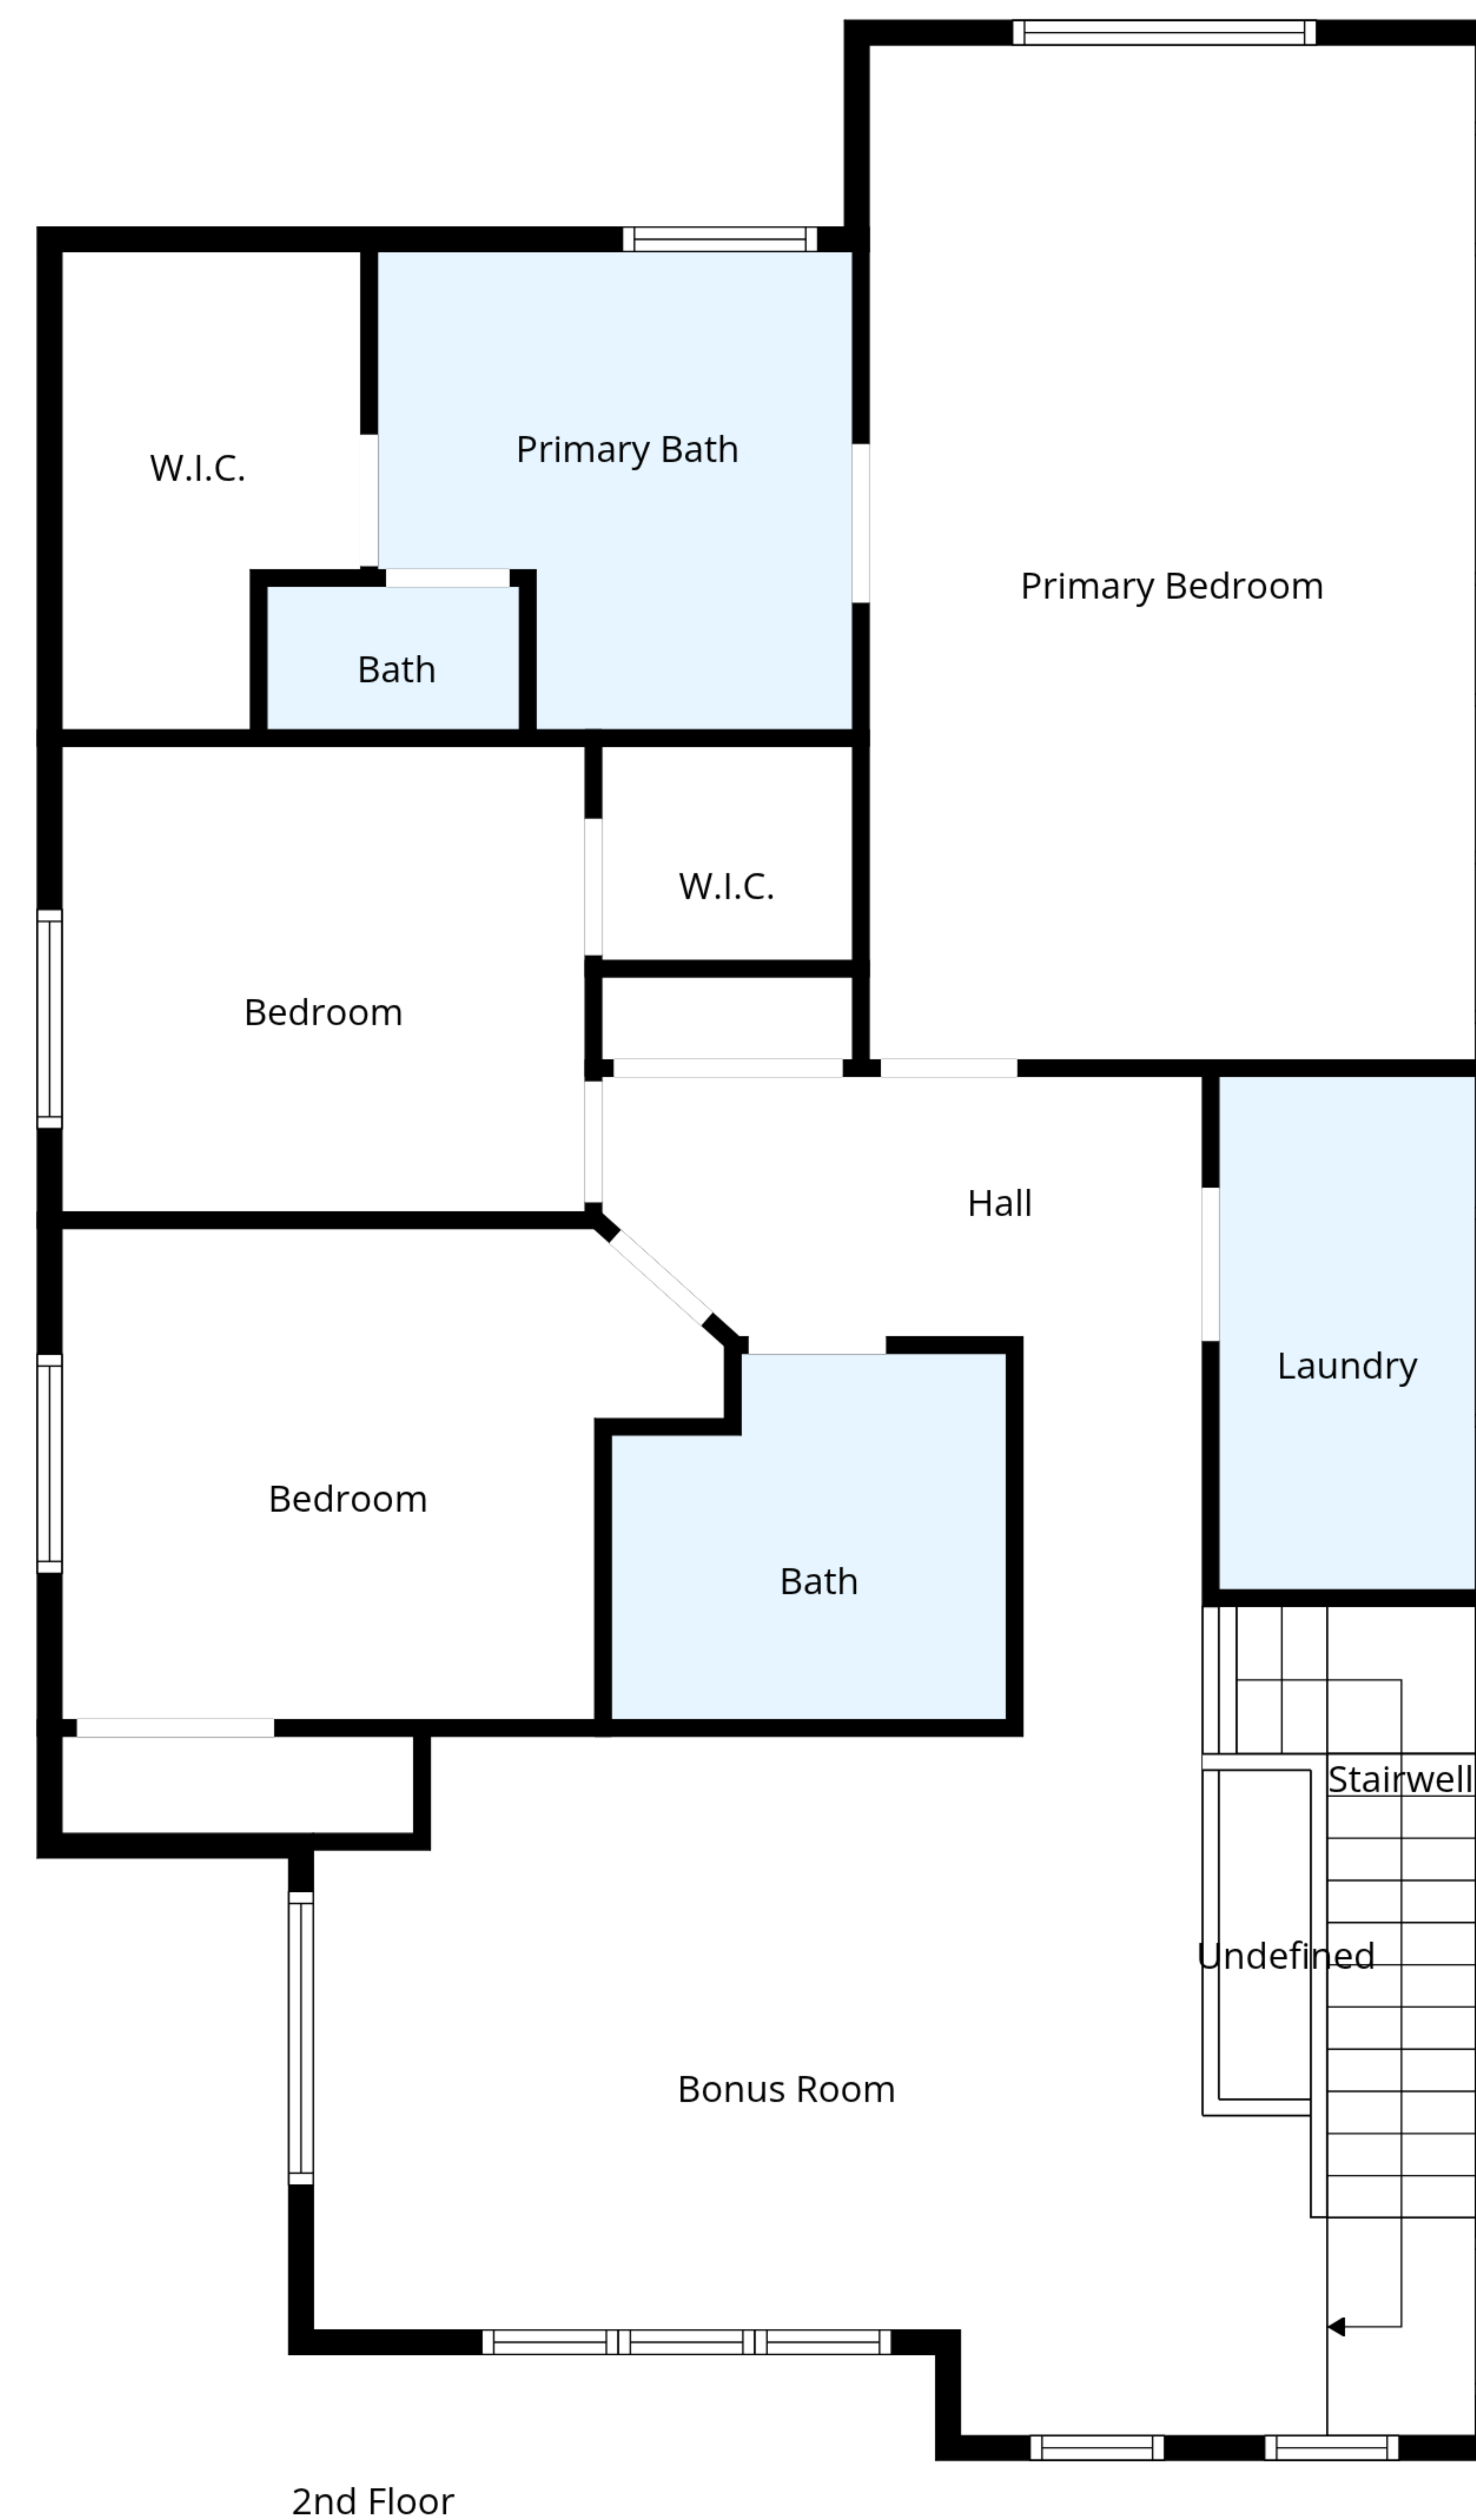 Primary Bath
W.I.C.
Primary Bedroom
Bath
W.I.C.
Bedroom
Hall
Laundry
Bedroom
Bath
Stairwell
Undefined
Bonus Room
2nd Floor